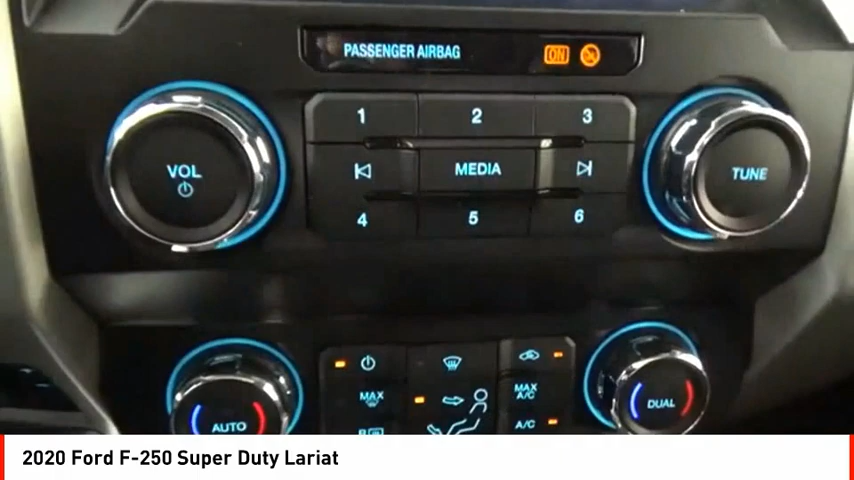 PASSENGER AIRBAG ON
1 2 3
VOL MEDIA TUNE
4 5 6
MAX MAX A/C
AUTO A/C DUAL
2020 Ford F-250 Super Duty Lariat